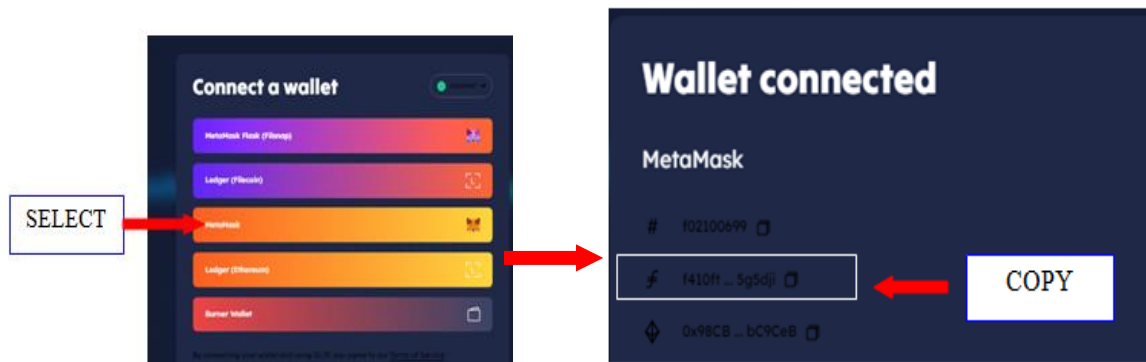 Connect a wallet
MetaMask Flask (Filsnap)
Ledger (Filecoin)
SELECT
MetaMask
Ledger (Ethereum)
Burner Wallet
Wallet connected
MetaMask
# f02100699
f410ft ... 5g5dji
COPY
0x98CB ... bC9CeB